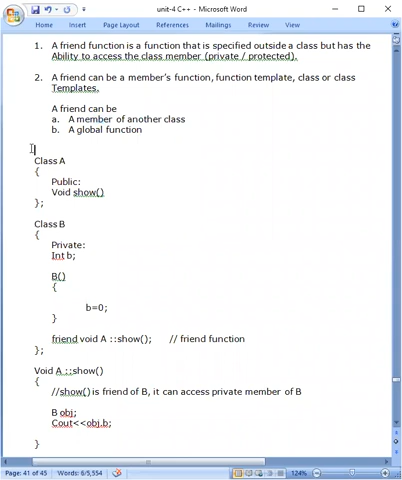 unit-4 C++ - Microsoft Word
Home Insert Page Layout References Mailings Review View
1. A friend function is a function that is specified outside a class but has the
Ability to access the class member (private / protected).
2. A friend can be a member's function, function template, class or class
Templates.
A friend can be
a. A member of another class
b. A global function
Class A
{
Public:
Void show()
};
Class B
{
Private:
Int b;
B()
{
b=0;
}
friend void A ::show(); // friend function
};
Void A ::show()
{
//show() is friend of B, it can access private member of B
B obj;
Cout<<obj.b;
}
Page: 41 of 45 Words: 6/5,554 124%